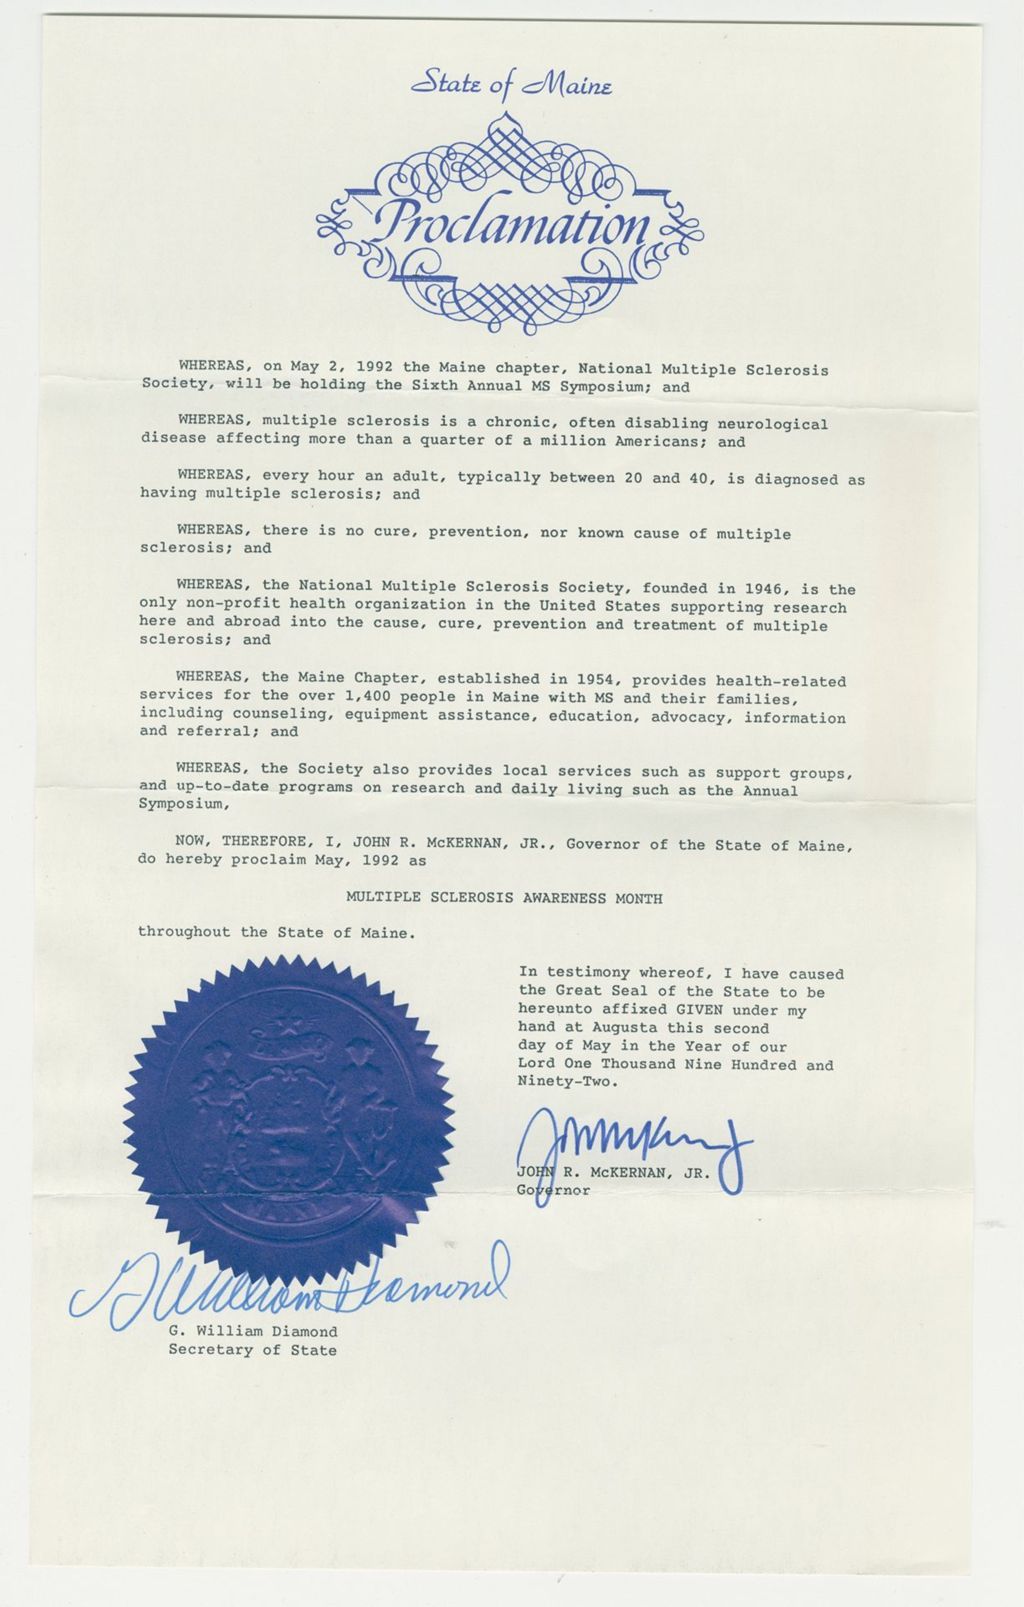 State of Maine
Proclamation
WHEREAS, on May 2, 1992 the Maine chapter, National Multiple Sclerosis
Society, will be holding the Sixth Annual MS Symposium; and
WHEREAS, multiple sclerosis is a chronic, often disabling neurological
disease affecting more than a quarter of a million Americans; and
WHEREAS, every hour an adult, typically between 20 and 40, is diagnosed as
having multiple sclerosis; and
WHEREAS, there is no cure, prevention, nor known cause of multiple
sclerosis; and
WHEREAS, the National Multiple Sclerosis Society, founded in 1946, is the
only non-profit health organization in the United States supporting research
here and abroad into the cause, cure, prevention and treatment of multiple
sclerosis; and
WHEREAS, the Maine Chapter, established in 1954, provides health-related
services for the over 1,400 people in Maine with MS and their families,
including counseling, equipment assistance, education, advocacy, information
and referral; and
WHEREAS, the Society also provides local services such as support groups,
and up-to-date programs on research and daily living such as the Annual
Symposium,
NOW, THEREFORE, I, JOHN R. McKERNAN, JR., Governor of the State of Maine,
do hereby proclaim May, 1992 as
MULTIPLE SCLEROSIS AWARENESS MONTH
throughout the State of Maine.
In testimony whereof, I have caused
the Great Seal of the State to be
hereunto affixed GIVEN under my
hand at Augusta this second
day of May in the Year of our
Lord One Thousand Nine Hundred and
Ninety-Two.
JOHN R. McKERNAN, JR.
Governor
G William Diamond
G. William Diamond
Secretary of State